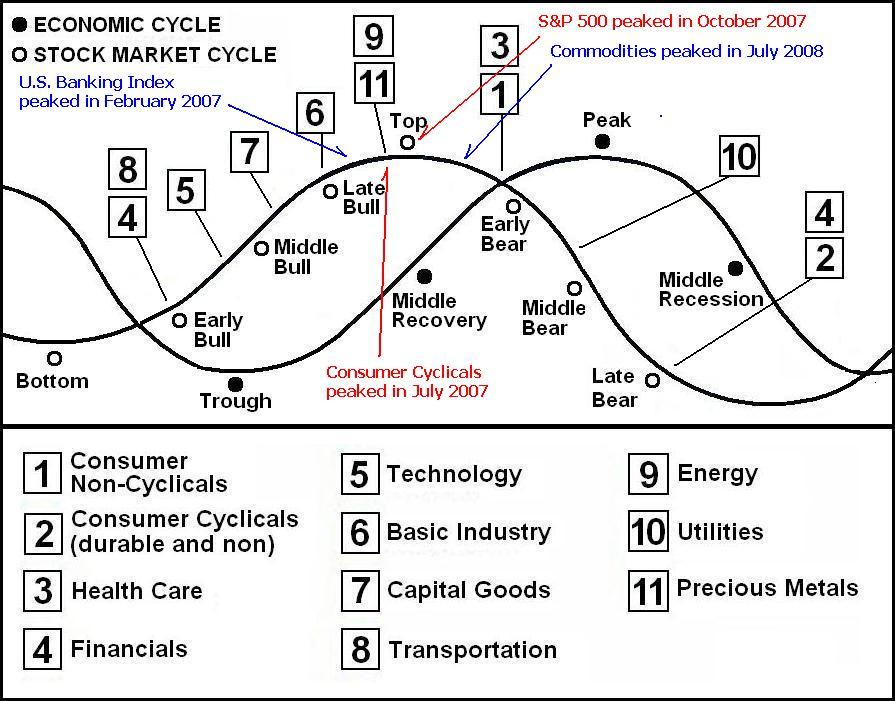 ECONOMIC CYCLE
STOCK MARKET CYCLE
U.S. Banking Index
peaked in February 2007
S&P 500 peaked in October 2007
Commodities peaked in July 2008
9
11
3
1
6
7
8
4
5
10
4
2
Top
Peak
Late
Bull
Middle
Bull
Early
Bull
Bottom
Trough
Early
Bear
Middle
Recovery
Middle
Bear
Middle
Recession
Late
Bear
Consumer Cyclicals
peaked in July 2007
1 Consumer
Non-Cyclicals
2 Consumer Cyclicals
(durable and non)
3 Health Care
4 Financials
5 Technology
6 Basic Industry
7 Capital Goods
8 Transportation
9 Energy
10 Utilities
11 Precious Metals